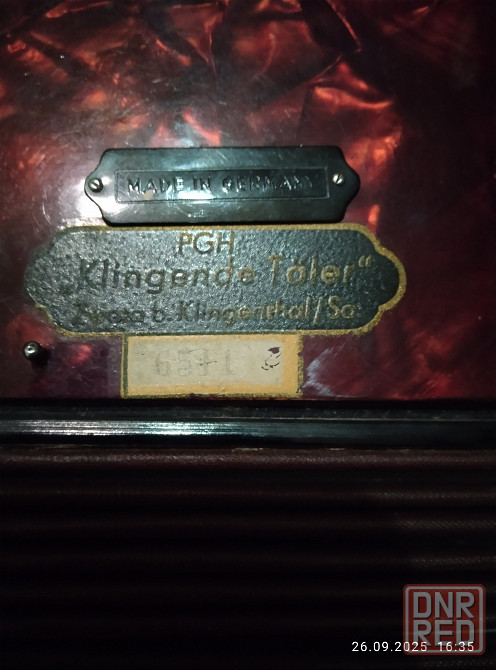 MADE IN GERMANY
PGH
„Klingende Täler“
Zwota b. Klingenthal/Sa.
DNR
RED
26.09.2025 16:35